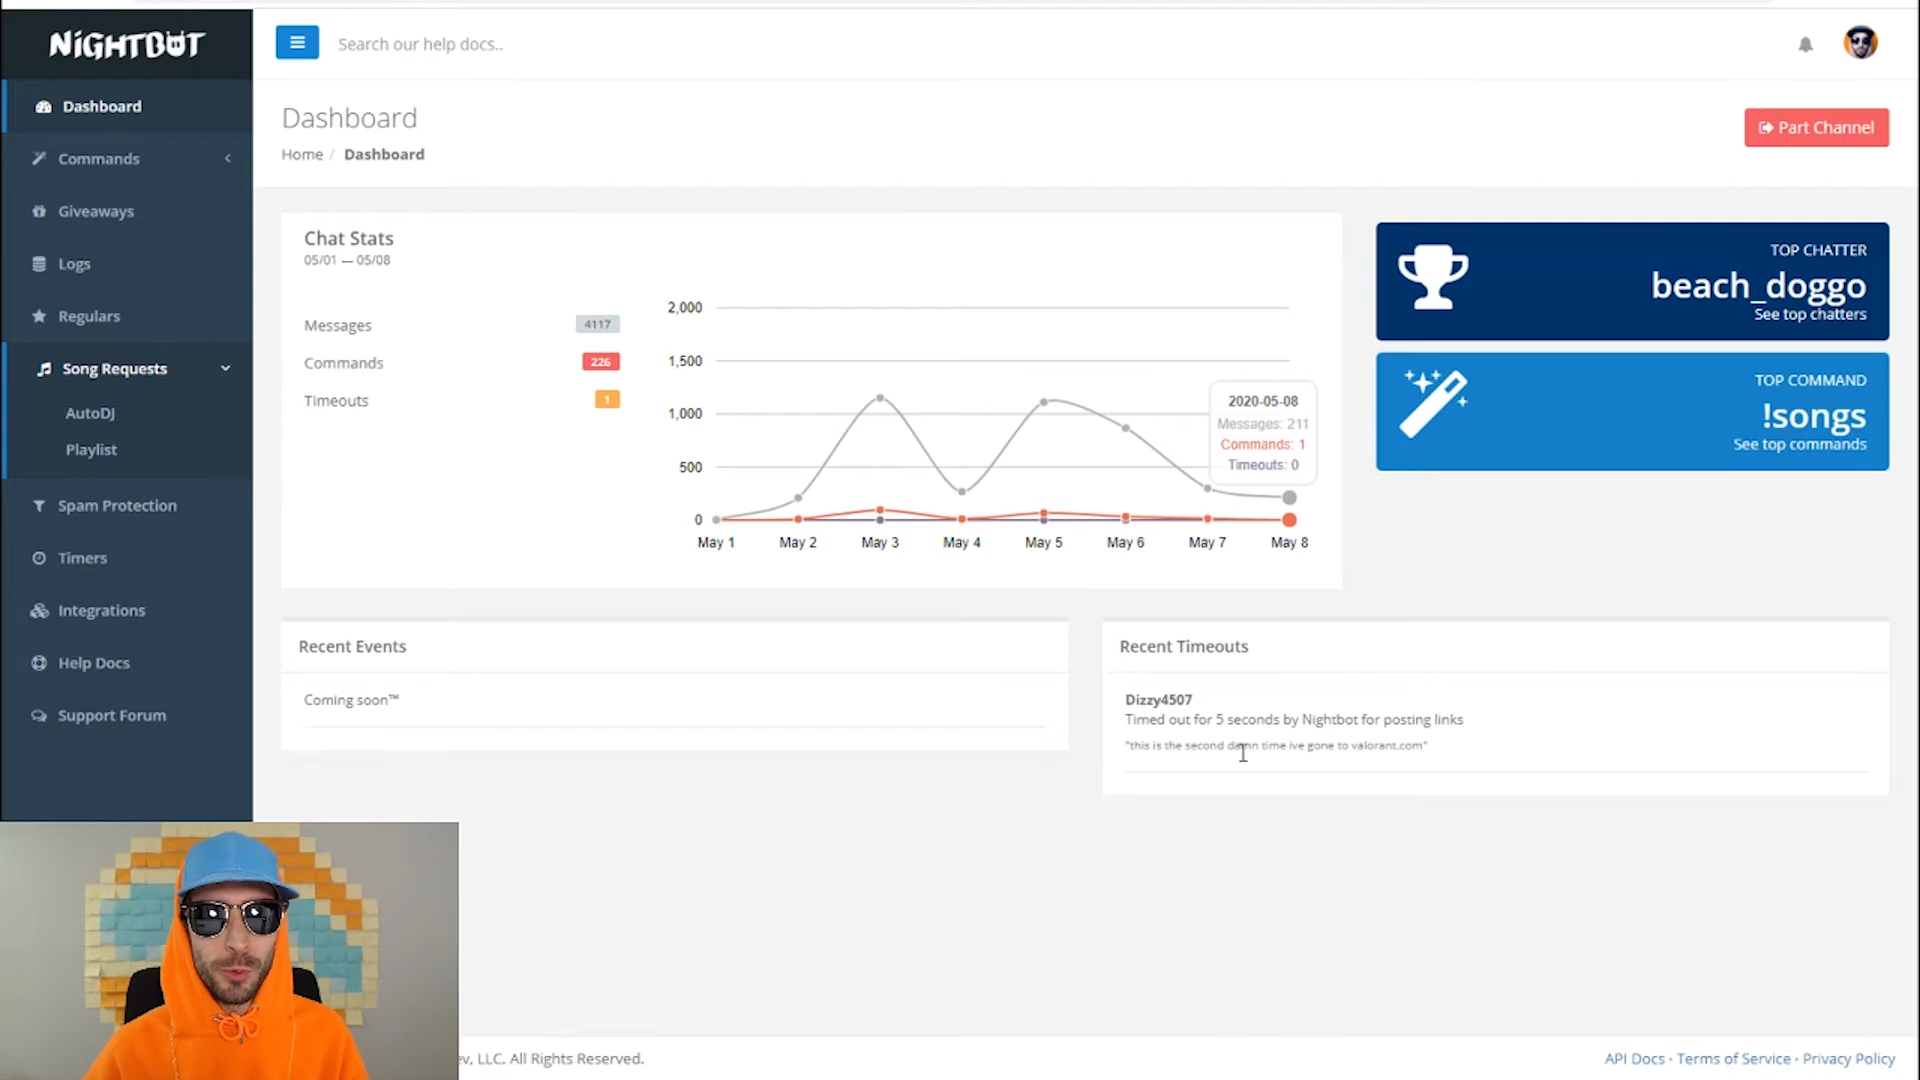 NiGHTBOT
Search our help docs..
Dashboard
Commands
Giveaways
Logs
Regulars
Song Requests
AutoDJ
Playlist
Spam Protection
Timers
Integrations
Help Docs
Support Forum
Dashboard
Home / Dashboard
Part Channel
Chat Stats
05/01 — 05/08
Messages 4117
Commands 226
Timeouts 1
2,000
1,500
1,000
500
0
May 1 May 2 May 3 May 4 May 5 May 6 May 7 May 8
2020-05-08
Messages: 211
Commands: 1
Timeouts: 0
TOP CHATTER
beach_doggo
See top chatters
TOP COMMAND
!songs
See top commands
Recent Events
Coming soon™
Recent Timeouts
Dizzy4507
Timed out for 5 seconds by Nightbot for posting links
"this is the second damn time ive gone to valorant.com"
ev, LLC. All Rights Reserved.
API Docs · Terms of Service · Privacy Policy